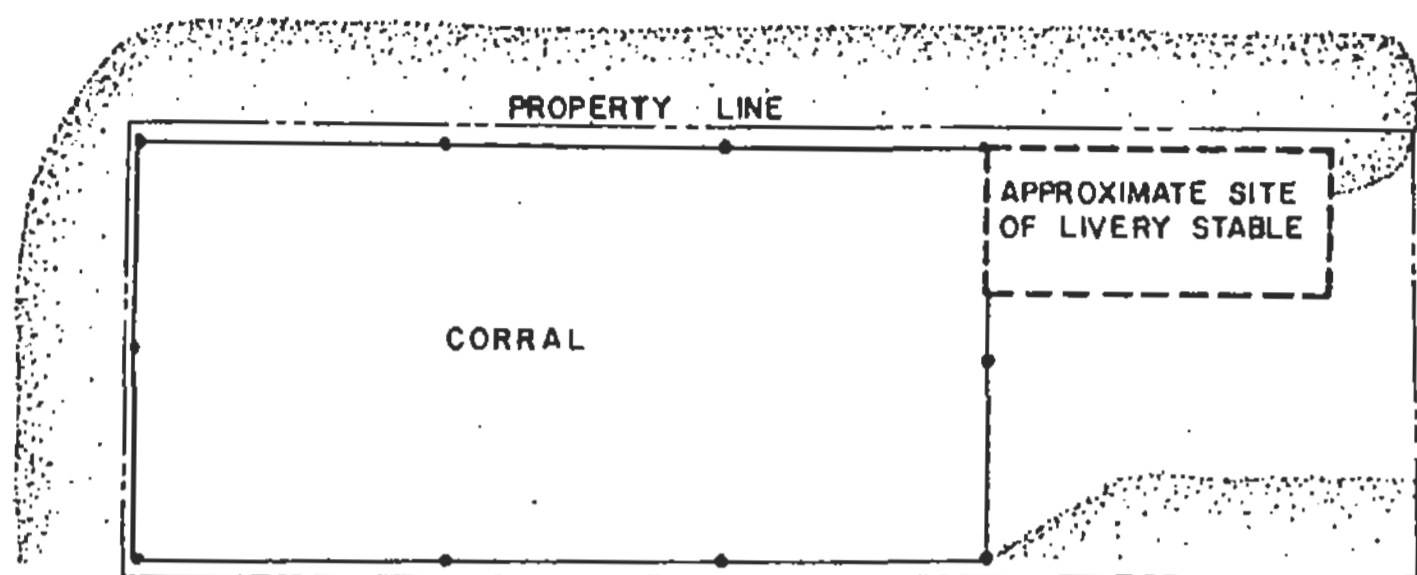 PROPERTY LINE
APPROXIMATE SITE
OF LIVERY STABLE
CORRAL